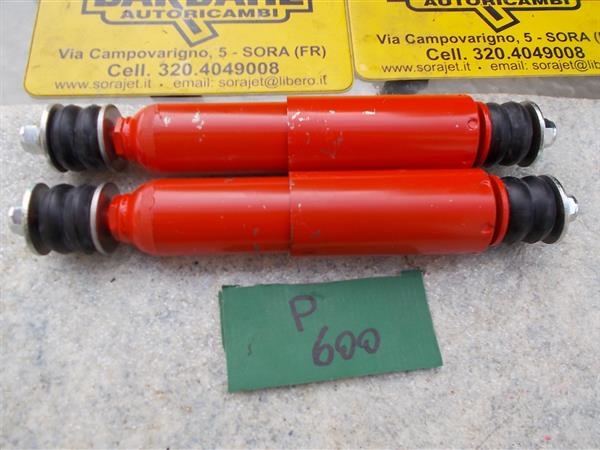 AUTORICAMBI
Via Campovarigno, 5 - SORA (FR)
Cell. 320.4049008
www.sorajet.it email: sorajet@libero.it
AUTORICAMBI
Via Campovarigno, 5 - SORA (FR)
Cell. 320.4049008
www.sorajet.it email: sorajet@libero.it
P
600